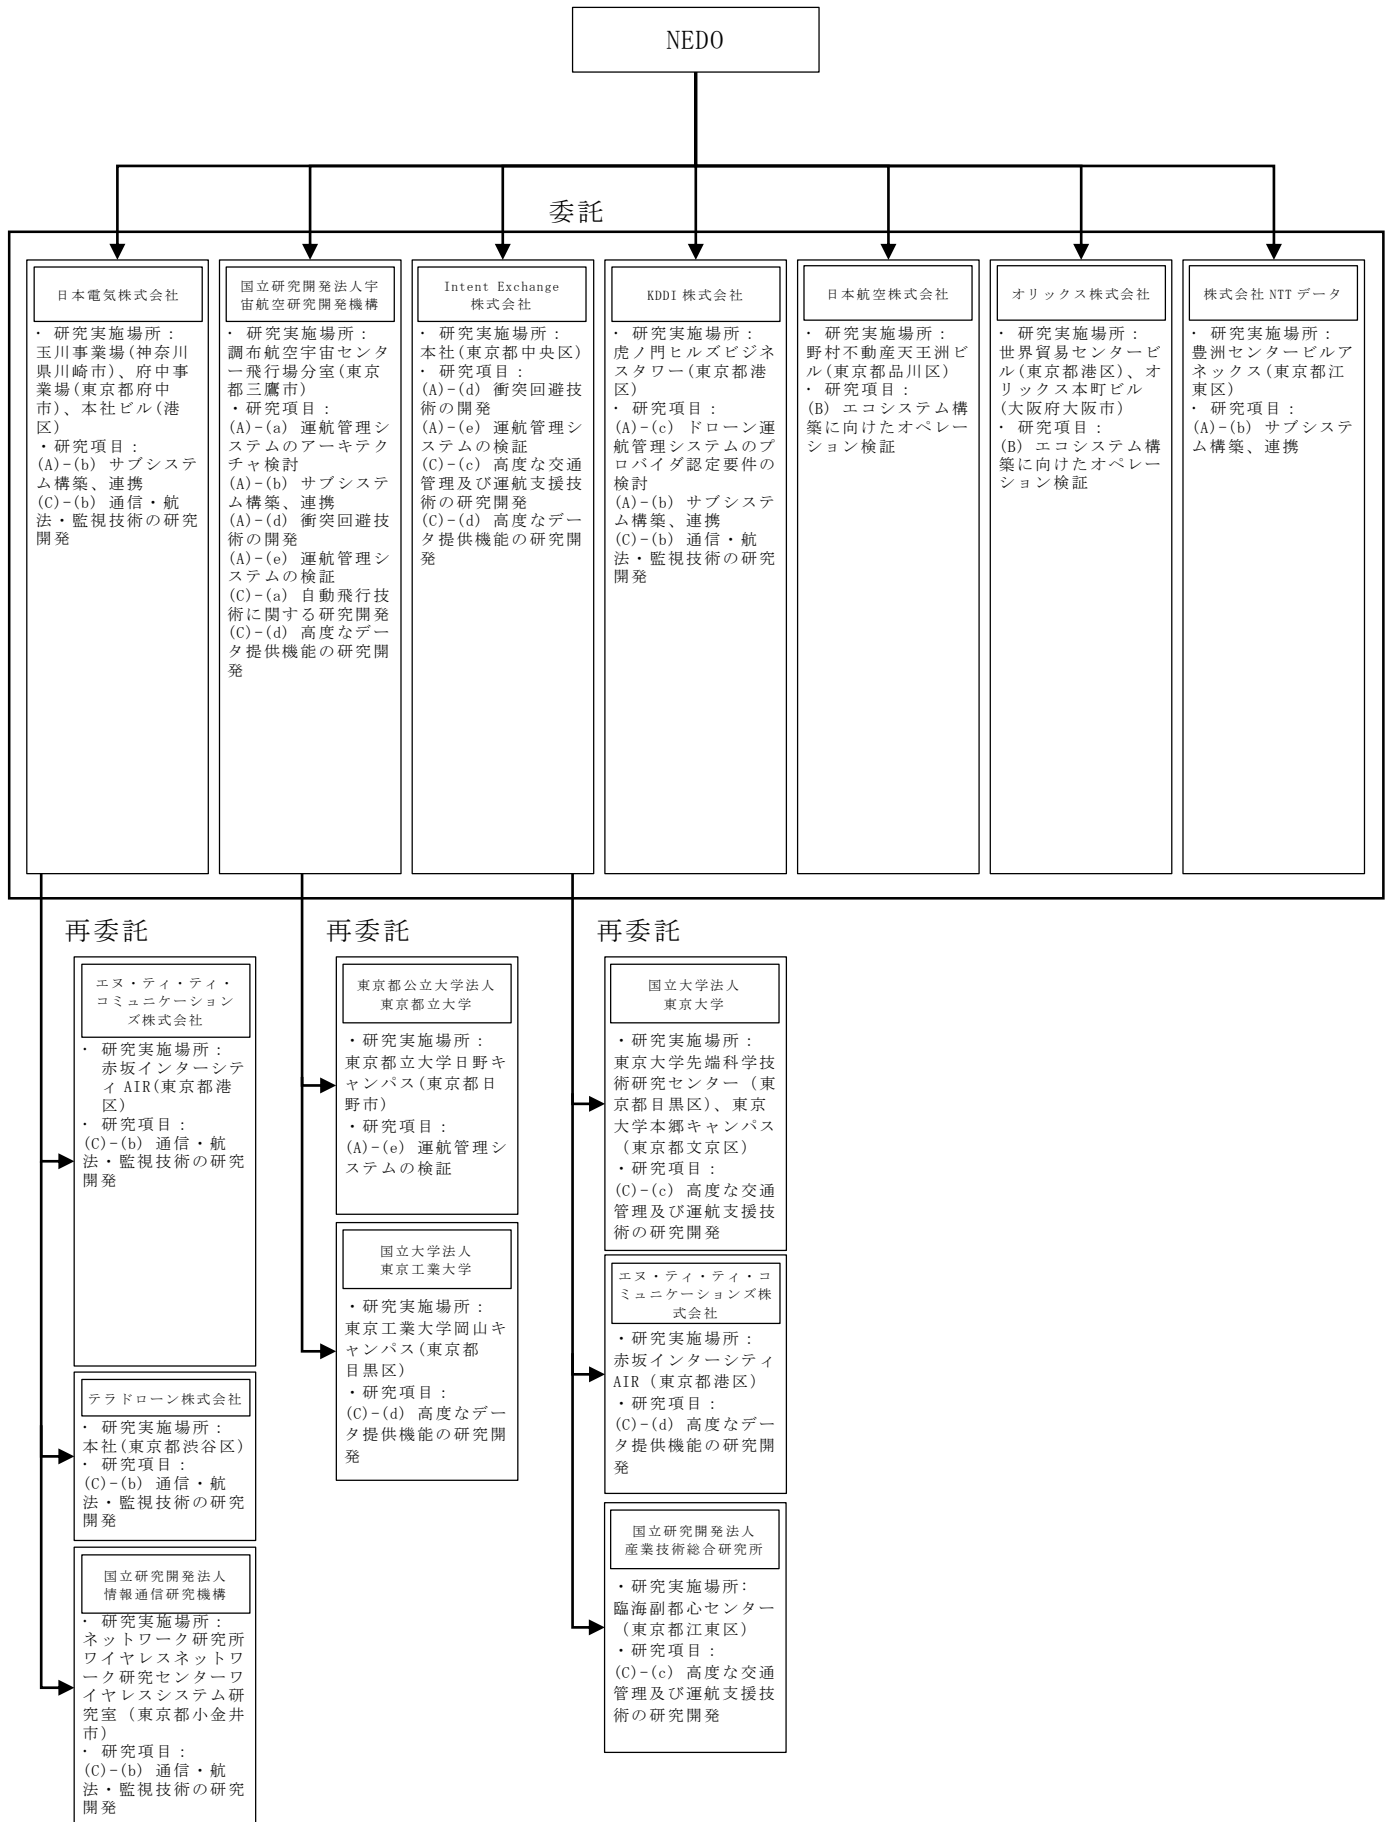 NEDO
委託
日本電気株式会社
・ 研究実施場所：
玉川事業場(神奈川
県川崎市)、府中事
業場(東京都府中
市)、本社ビル(港
区)
・研究項目：
(A)-(b) サブシステ
ム構築、連携
(C)-(b) 通信・航
法・監視技術の研究
開発
国立研究開発法人宇
宙航空研究開発機構
・ 研究実施場所：
調布航空宇宙センタ
ー飛行場分室(東京
都三鷹市)
・研究項目：
(A)-(a) 運航管理シ
ステムのアーキテク
チャ検討
(A)-(b) サブシステ
ム構築、連携
(A)-(d) 衝突回避技
術の開発
(A)-(e) 運航管理シ
ステムの検証
(C)-(a) 自動飛行技
術に関する研究開発
(C)-(d) 高度なデー
タ提供機能の研究開
発
Intent Exchange
株式会社
・ 研究実施場所：
本社(東京都中央区)
・ 研究項目：
(A)-(d) 衝突回避技
術の開発
(A)-(e) 運航管理シ
ステムの検証
(C)-(c) 高度な交通
管理及び運航支援技
術の研究開発
(C)-(d) 高度なデー
タ提供機能の研究開
発
KDDI 株式会社
・ 研究実施場所：
虎ノ門ヒルズビジネ
スタワー(東京都港
区)
・ 研究項目：
(A)-(c) ドローン運
航管理システムのプ
ロバイダ認定要件の
検討
(A)-(b) サブシステ
ム構築、連携
(C)-(b) 通信・航
法・監視技術の研究
開発
日本航空株式会社
・ 研究実施場所：
野村不動産天王洲ビ
ル(東京都品川区)
・ 研究項目：
(B) エコシステム構
築に向けたオペレー
ション検証
オリックス株式会社
・ 研究実施場所：
世界貿易センタービ
ル(東京都港区)、オ
リックス本町ビル
(大阪府大阪市)
・ 研究項目：
(B) エコシステム構
築に向けたオペレー
ション検証
株式会社 NTT データ
・ 研究実施場所：
豊洲センタービルア
ネックス(東京都江
東区)
・ 研究項目：
(A)-(b) サブシステ
ム構築、連携
再委託
エヌ・ティ・ティ・
コミュニケーション
ズ株式会社
・ 研究実施場所：
赤坂インターシテ
ィ AIR(東京都港
区)
・ 研究項目：
(C)-(b) 通信・航
法・監視技術の研究
開発
テラドローン株式会社
・ 研究実施場所：
本社(東京都渋谷区)
・ 研究項目：
(C)-(b) 通信・航
法・監視技術の研究
開発
国立研究開発法人
情報通信研究機構
・ 研究実施場所：
ネットワーク研究所
ワイヤレスネットワ
ーク研究センターワ
イヤレスシステム研
究室（東京都小金井
市)
・ 研究項目：
(C)-(b) 通信・航
法・監視技術の研究
開発
再委託
東京都公立大学法人
東京都立大学
・研究実施場所：
東京都立大学日野キ
ャンパス(東京都日
野市)
・研究項目：
(A)-(e) 運航管理シ
ステムの検証
国立大学法人
東京工業大学
・研究実施場所：
東京工業大学岡山キ
ャンパス(東京都
目黒区)
・研究項目：
(C)-(d) 高度なデー
タ提供機能の研究開
発
再委託
国立大学法人
東京大学
・研究実施場所：
東京大学先端科学技
術研究センター（東
京都目黒区）、東京
大学本郷キャンパス
（東京都文京区）
・研究項目：
(C)-(c) 高度な交通
管理及び運航支援技
術の研究開発
エヌ・ティ・ティ・コ
ミュニケーションズ株
式会社
・研究実施場所：
赤坂インターシティ
AIR（東京都港区）
・研究項目：
(C)-(d) 高度なデー
タ提供機能の研究開
発
国立研究開発法人
産業技術総合研究所
・研究実施場所：
臨海副都心センター
（東京都江東区）
・研究項目：
(C)-(c) 高度な交通
管理及び運航支援技
術の研究開発